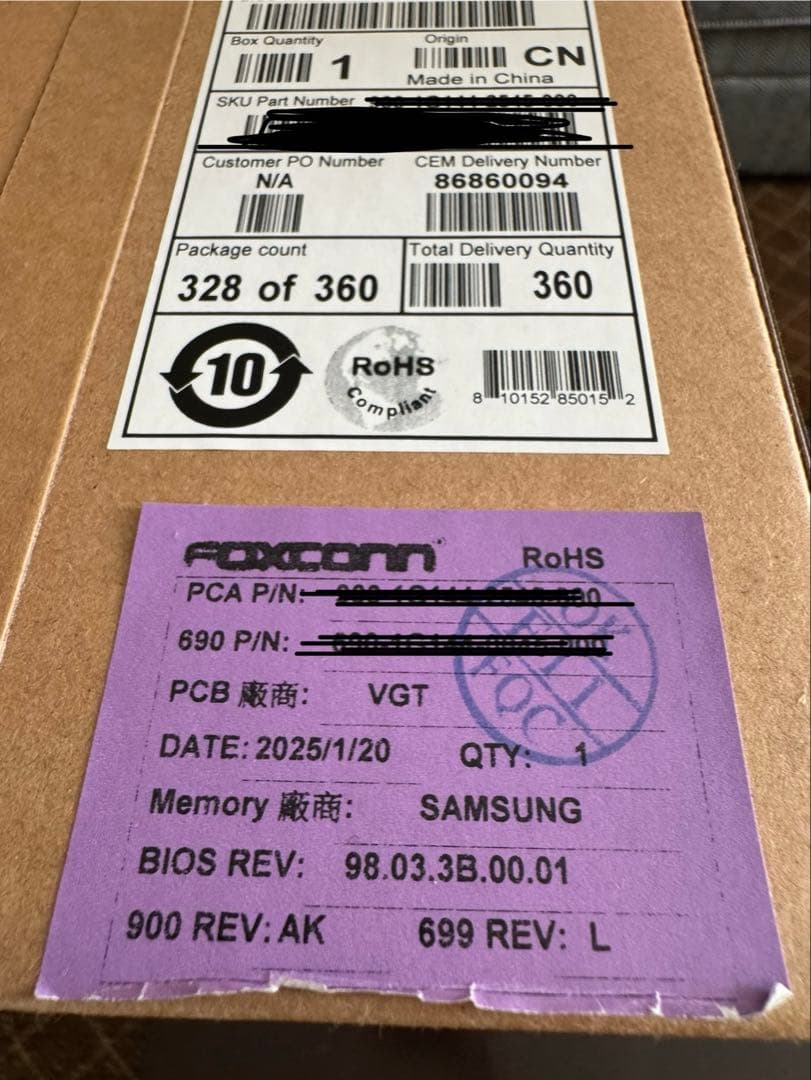 Box Quantity
Origin
1
CN
Made in China
SKU Part Number
Customer PO Number
CEM Delivery Number
N/A
86860094
Package count
Total Delivery Quantity
328 of 360
360
10
RoHS
Compliant
8 10152 85015 2
FOXCONN
RoHS
PCA P/N:
690 P/N:
PCB 廠商: VGT
DATE: 2025/1/20 QTY: 1
FQC
Memory 廠商: SAMSUNG
BIOS REV: 98.03.3B.00.01
900 REV: AK 699 REV: L